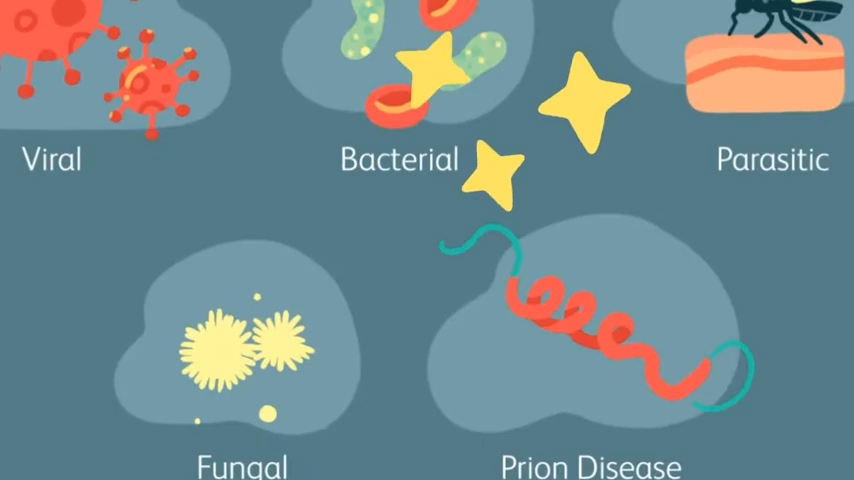 Viral
Bacterial
Parasitic
Fungal
Prion Disease